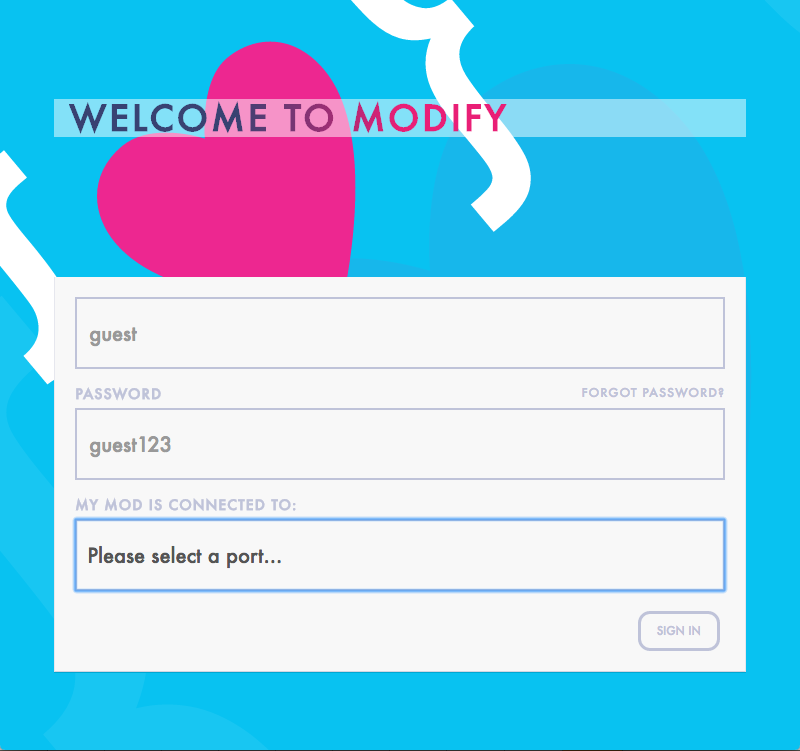 WELCOME TO MODIFY
guest
PASSWORD
FORGOT PASSWORD?
guest123
MY MOD IS CONNECTED TO:
Please select a port...
SIGN IN